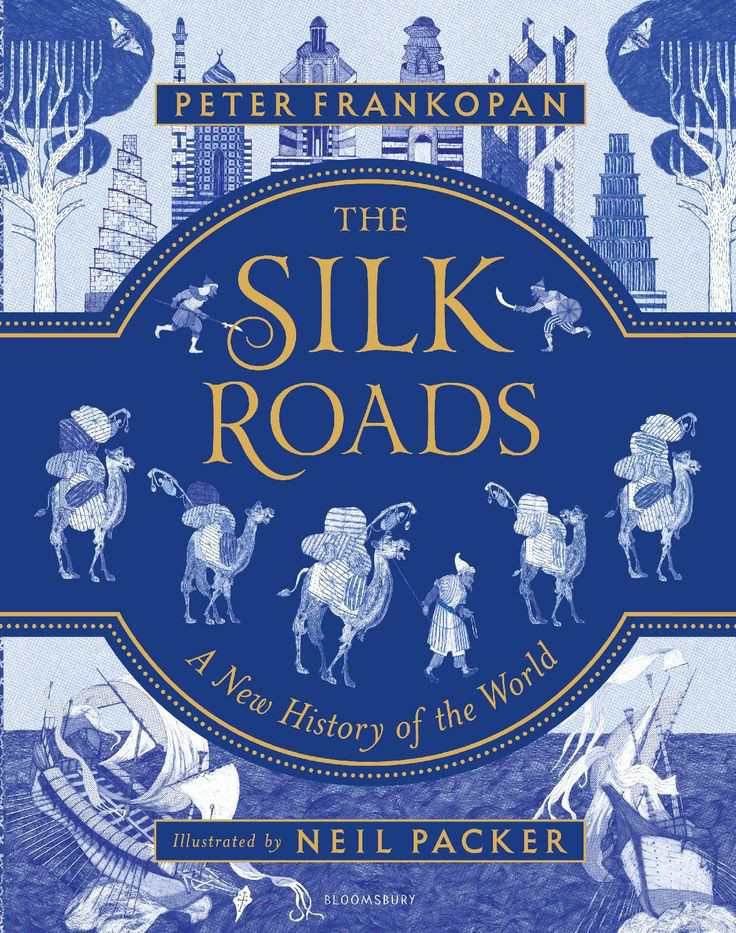 PETER FRANKOPAN
THE
SILK
ROADS
A New History of the World
Illustrated by NEIL PACKER
BLOOMSBURY